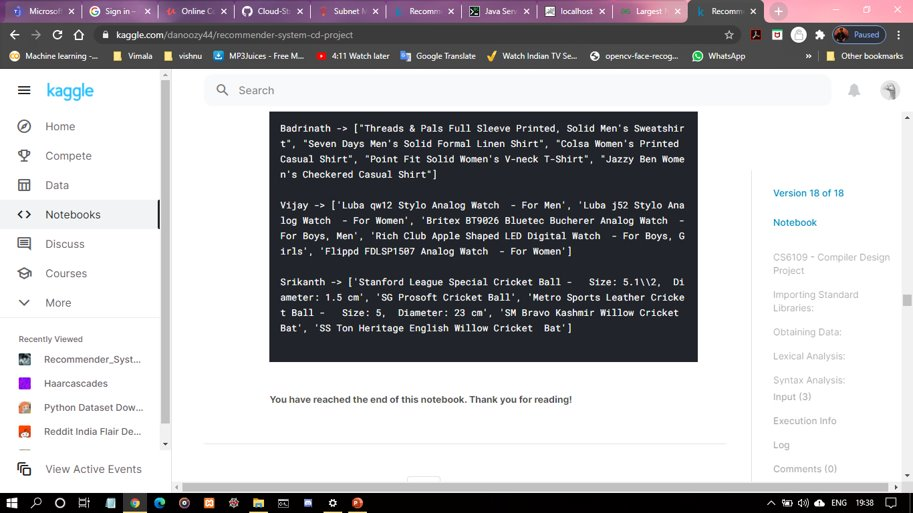 Microsoft
Sign in –
Online C
Cloud-St
Subnet M
Recomm
Java Serv
localhost
Largest M
Recomm
kaggle.com/danoozy44/recommender-system-cd-project
Paused
Machine learning -...
Vimala
vishnu
MP3Juices - Free M...
4:11 Watch later
Google Translate
Watch Indian TV Se...
opencv-face-recog...
WhatsApp
»
Other bookmarks
kaggle
Search
Home
Compete
Data
Notebooks
Discuss
Courses
More
Recently Viewed
Recommender_Syst...
Haarcascades
Python Dataset Dow...
Reddit India Flair De...
View Active Events
Badrinath -> ["Threads & Pals Full Sleeve Printed, Solid Men's Sweatshir
t", "Seven Days Men's Solid Formal Linen Shirt", "Colsa Women's Printed
Casual Shirt", "Point Fit Solid Women's V-neck T-Shirt", "Jazzy Ben Wome
n's Checkered Casual Shirt"]
Vijay -> ['Luba qw12 Stylo Analog Watch  - For Men', 'Luba j52 Stylo Ana
log Watch  - For Women', 'Britex BT9026 Bluetec Bucherer Analog Watch  -
For Boys, Men', 'Rich Club Apple Shaped LED Digital Watch  - For Boys, G
irls', 'Flippd FDLSP1507 Analog Watch  - For Women']
Srikanth -> ['Stanford League Special Cricket Ball -   Size: 5.1\\2,  Di
ameter: 1.5 cm', 'SG Prosoft Cricket Ball', 'Metro Sports Leather Cricke
t Ball -   Size: 5,  Diameter: 23 cm', 'SM Bravo Kashmir Willow Cricket
Bat', 'SS Ton Heritage English Willow Cricket  Bat']
You have reached the end of this notebook. Thank you for reading!
Version 18 of 18
Notebook
CS6109 - Compiler Design
Project
Importing Standard
Libraries:
Obtaining Data:
Lexical Analysis:
Syntax Analysis:
Input (3)
Execution Info
Log
Comments (0)
ENG
19:38